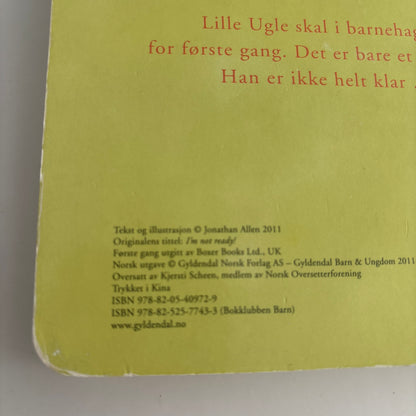 Lille Ugle skal i barnehag
for første gang. Det er bare et
Han er ikke helt klar .
Tekst og illustrasjon © Jonathan Allen 2011
Originalens tittel: I'm not ready!
Første gang utgitt av Boxer Books Ltd., UK
Norsk utgave © Gyldendal Norsk Forlag AS – Gyldendal Barn & Ungdom 2011
Oversatt av Kjersti Scheen, medlem av Norsk Oversetterforening
Trykket i Kina
ISBN 978-82-05-40972-9
ISBN 978-82-525-7743-3 (Bokklubben Barn)
www.gyldendal.no